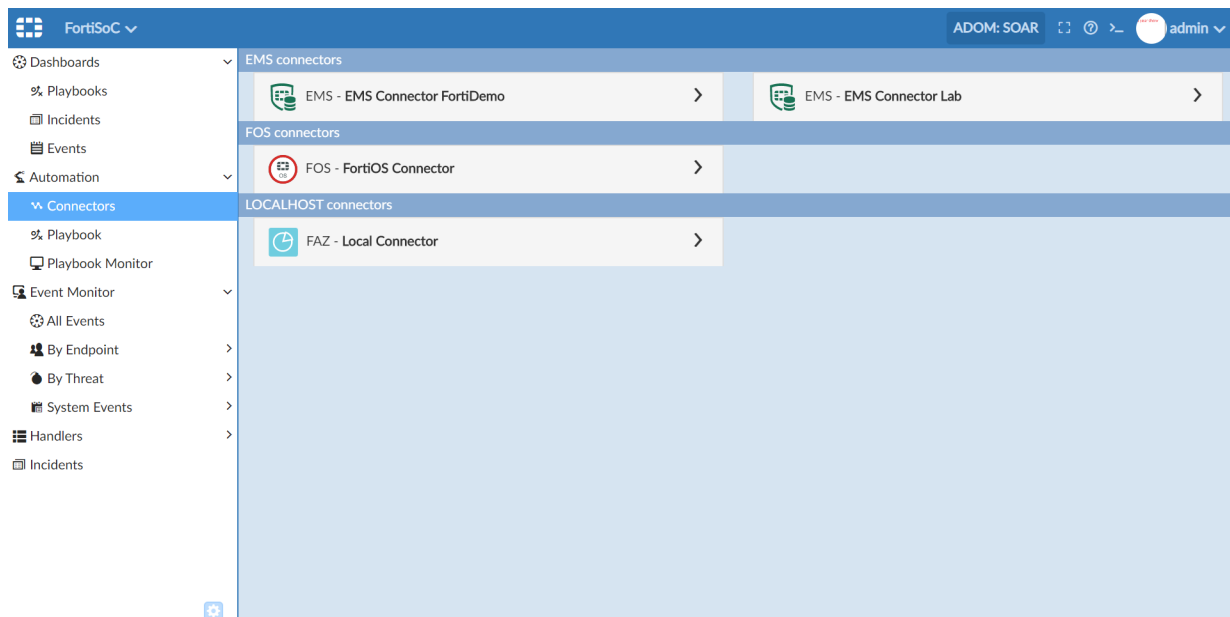 FortiSoC
ADOM: SOAR
admin
Dashboards
Playbooks
Incidents
Events
Automation
Connectors
Playbook
Playbook Monitor
Event Monitor
All Events
By Endpoint
By Threat
System Events
Handlers
Incidents
EMS connectors
EMS - EMS Connector FortiDemo
EMS - EMS Connector Lab
FOS connectors
FOS - FortiOS Connector
LOCALHOST connectors
FAZ - Local Connector